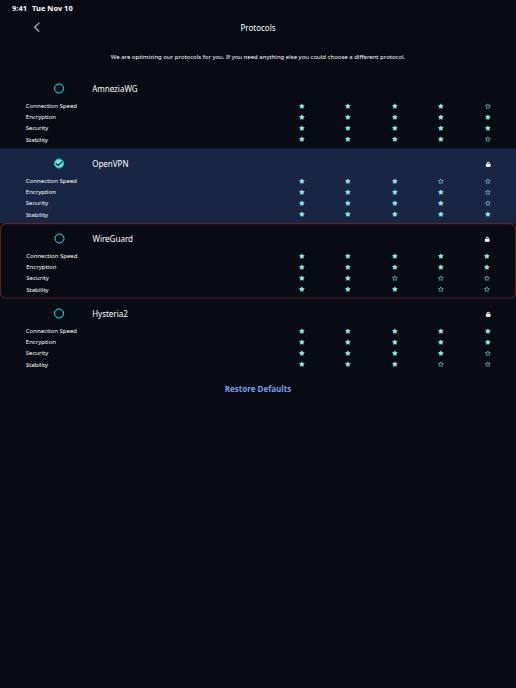 9:41 Tue Nov 10
Protocols
We are optimizing our protocols for you. If you need anything else you could choose a different protocol.
AmneziaWG
Connection Speed
Encryption
Security
Stability
OpenVPN
Connection Speed
Encryption
Security
Stability
WireGuard
Connection Speed
Encryption
Security
Stability
Hysteria2
Connection Speed
Encryption
Security
Stability
Restore Defaults